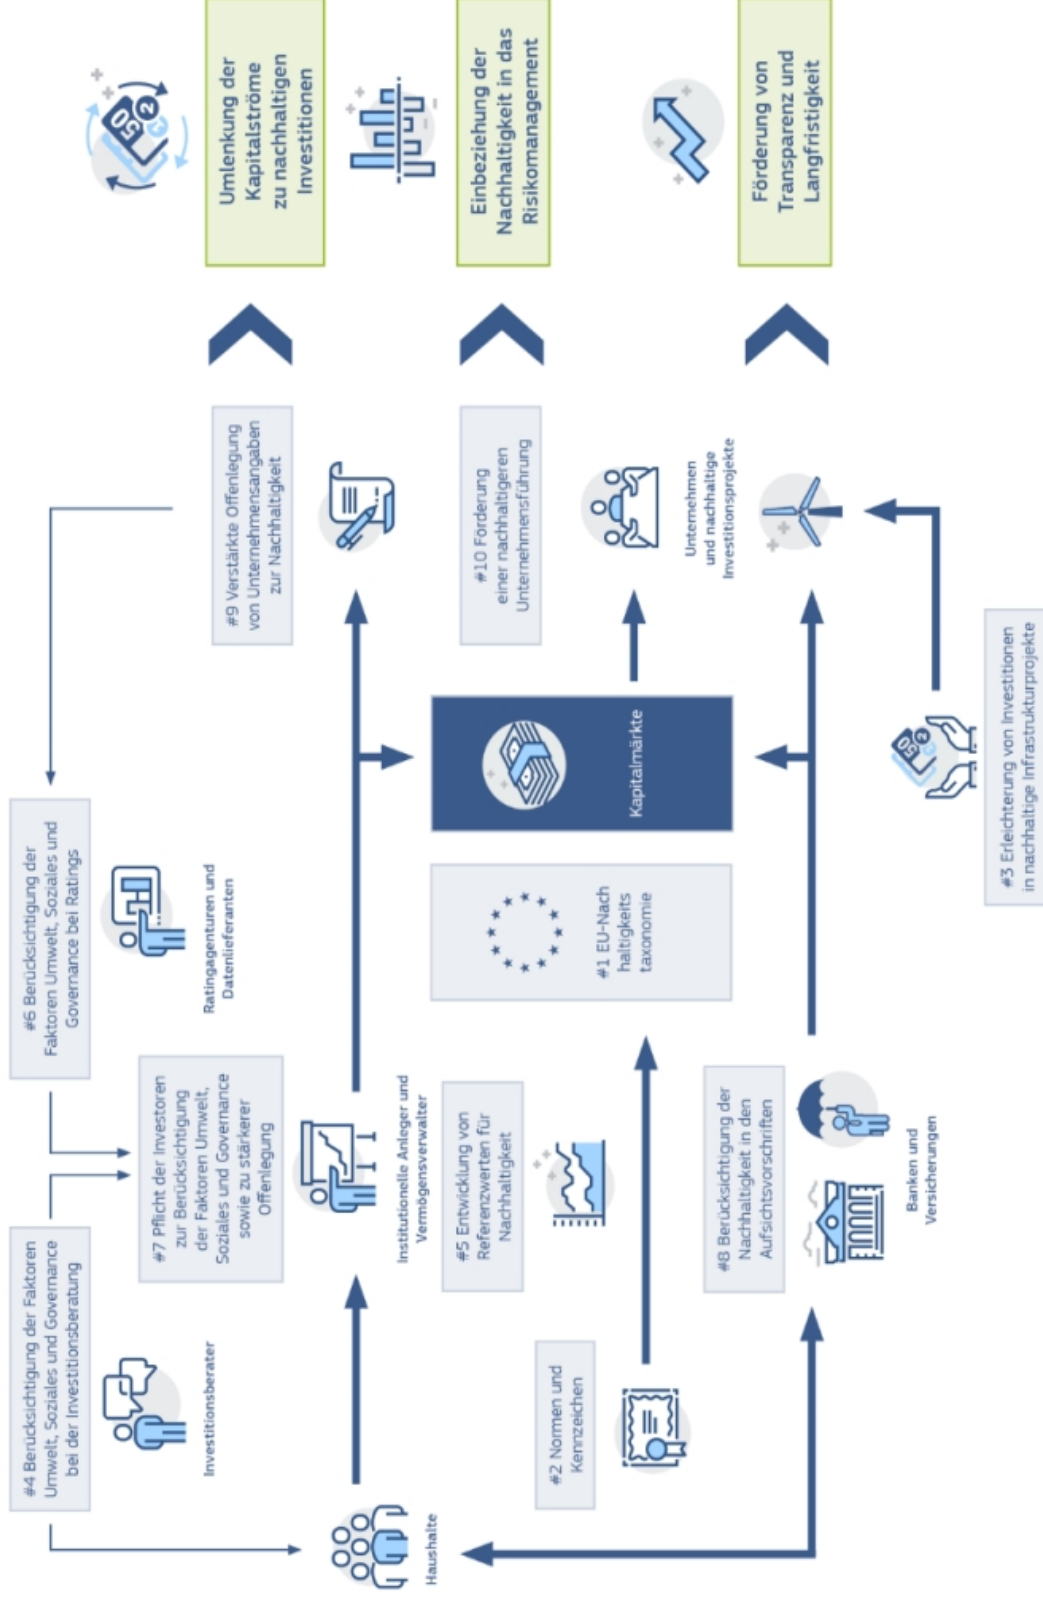 #4 Berücksichtigung der Faktoren
Umwelt, Soziales und Governance
bei der Investitionsberatung
Investitionsberater
#6 Berücksichtigung der
Faktoren Umwelt, Soziales und
Governance bei Ratings
Ratingagenturen und
Datenlieferanten
#7 Pflicht der Investoren
zur Berücksichtigung
der Faktoren Umwelt,
Soziales und Governance
sowie zu stärkerer
Offenlegung
Institutionelle Anleger und
Vermögensverwalter
Haushalte
#9 Verstärkte Offenlegung
von Unternehmensangaben
zur Nachhaltigkeit
50
2
Umlenkung der
Kapitalströme
zu nachhaltigen
Investitionen
#2 Normen und
Kennzeichen
#5 Entwicklung von
Referenzwerten für
Nachhaltigkeit
#1 EU-Nach
haltigkeits
taxonomie
Kapitalmärkte
#10 Förderung
einer nachhaltigeren
Unternehmensführung
Unternehmen
und nachhaltige
Investitionsprojekte
Einbeziehung der
Nachhaltigkeit in das
Risikomanagement
#8 Berücksichtigung der
Nachhaltigkeit in den
Aufsichtsvorschriften
Banken und
Versicherungen
50
2
#3 Erleichterung von Investitionen
in nachhaltige Infrastrukturprojekte
Förderung von
Transparenz und
Langfristigkeit